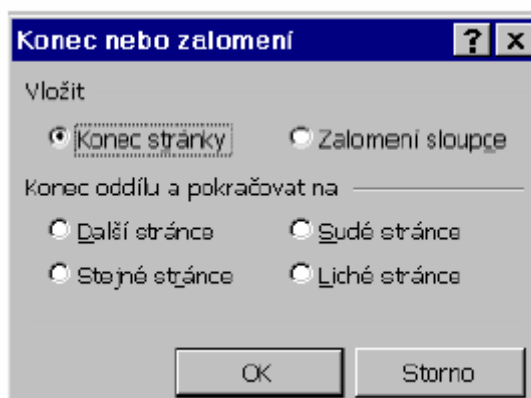 Konec nebo zalomení ? x
Vložit
Konec stránky Zalomení sloupce
Konec oddílu a pokračovat na
Další stránce Sudé stránce
Stejné stránce Liché stránce
OK Storno